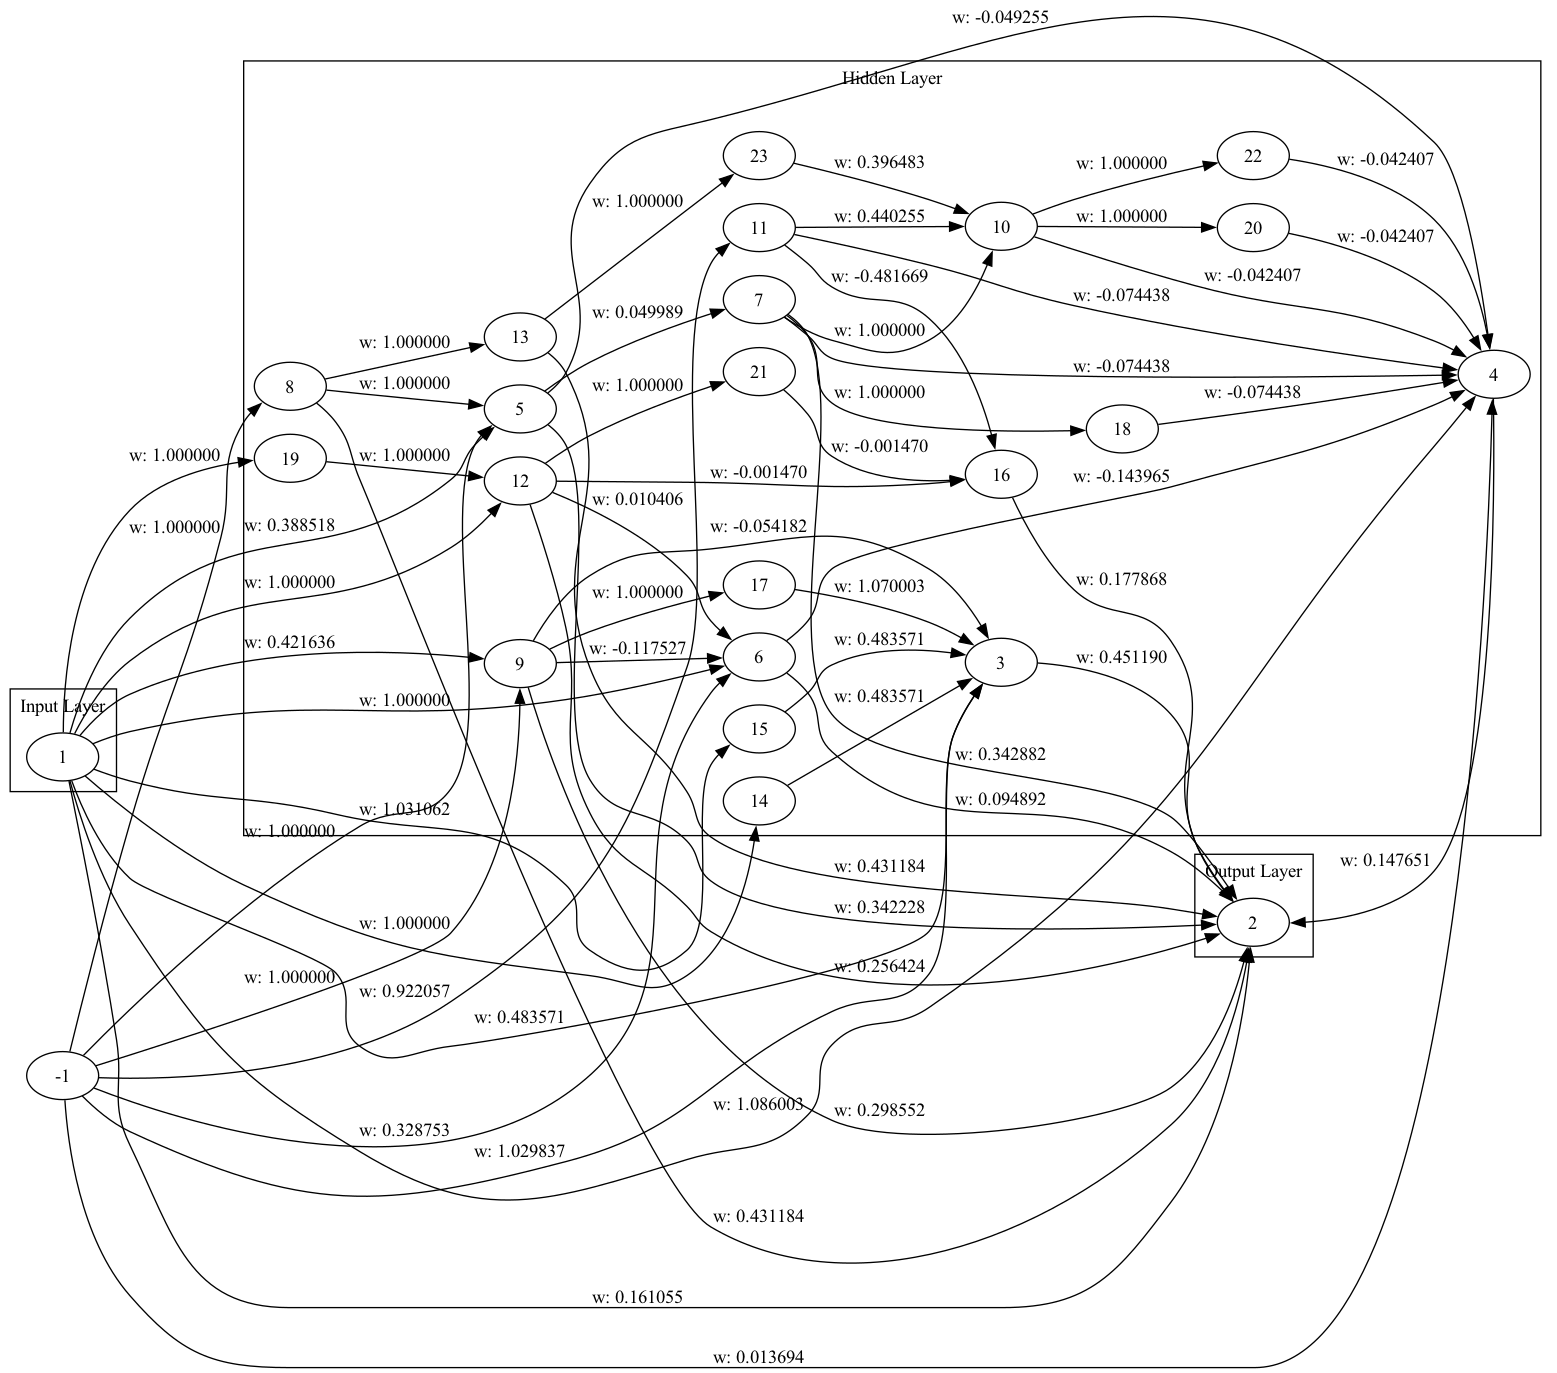 w: -0.049255
Hidden Layer
23
w: 0.396483
22
w: 1.000000
w: -0.042407
w: 1.000000
11
w: 0.440255
10
w: 1.000000
20
w: -0.042407
w: -0.481669
w: -0.042407
w: -0.074438
7
w: 0.049989
w: 1.000000
13
w: 1.000000
w: -0.074438
4
21
w: 1.000000
8
w: 1.000000
w: 1.000000
w: -0.074438
5
18
w: -0.001470
w: 1.000000
19
w: 1.000000
12
w: -0.001470
16
w: -0.143965
w: 0.010406
w: 1.000000
w: 0.388518
w: -0.054182
w: 1.000000
17
w: 1.000000
w: 1.070003
w: 0.177868
w: 0.421636
9
w: -0.117527
6
w: 0.483571
3
w: 0.451190
w: 1.000000
w: 0.483571
Input Layer
1
15
w: 0.342882
14
w: 0.094892
w: 1.031062
w: 1.000000
w: 0.431184
w: 0.147651
Output Layer
w: 0.342228
2
w: 1.000000
w: 0.256424
w: 1.000000
w: 0.922057
w: 0.483571
-1
w: 1.086003
w: 0.298552
w: 0.328753
w: 1.029837
w: 0.431184
w: 0.161055
w: 0.013694